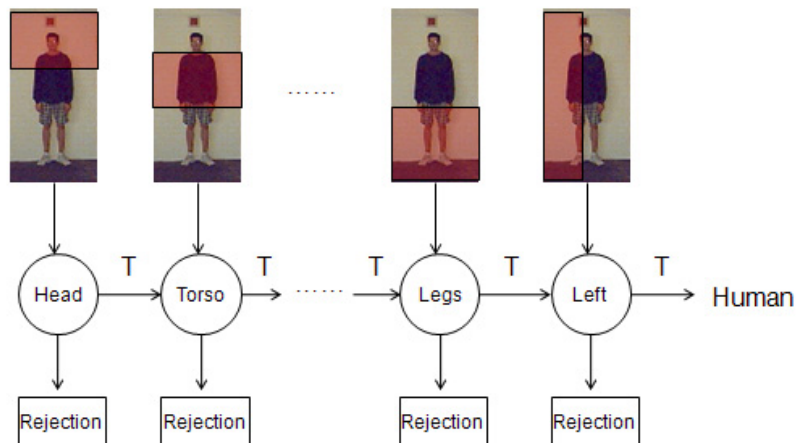 ......
T T T T T
Head Torso ...... Legs Left Human
Rejection Rejection Rejection Rejection